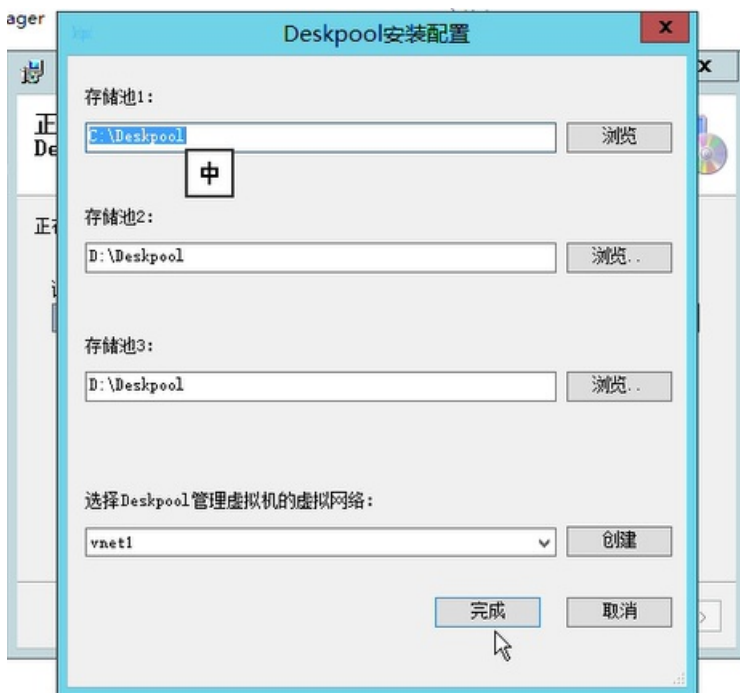 ager
Deskpool安装配置
x
x
存储池1:
正
De
C:\Deskpool
浏览
中
存储池2:
D:\Deskpool
浏览..
存储池3:
D:\Deskpool
浏览..
选择Deskpool管理虚拟机的虚拟网络:
vnet1
创建
完成
取消